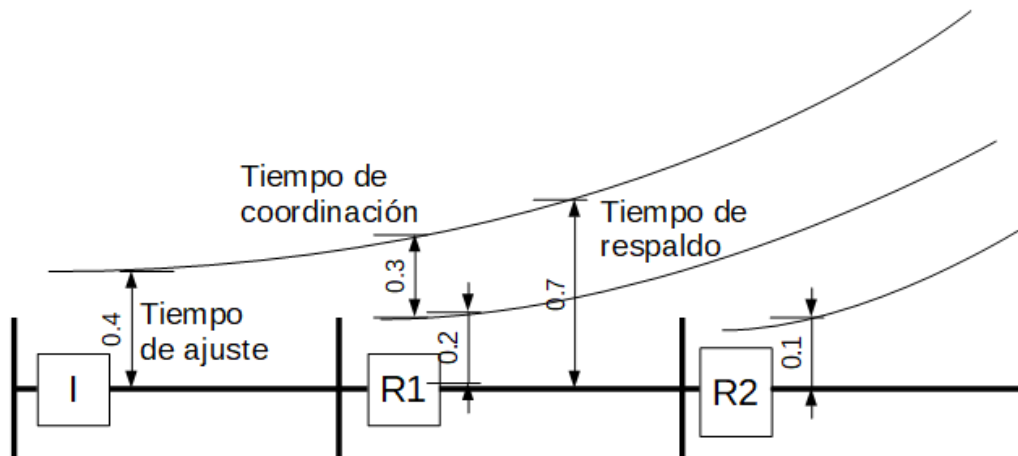 Tiempo de
coordinación
Tiempo de
respaldo
0.3
0.7
0.4
Tiempo
de ajuste
0.2
0.1
I
R1
R2